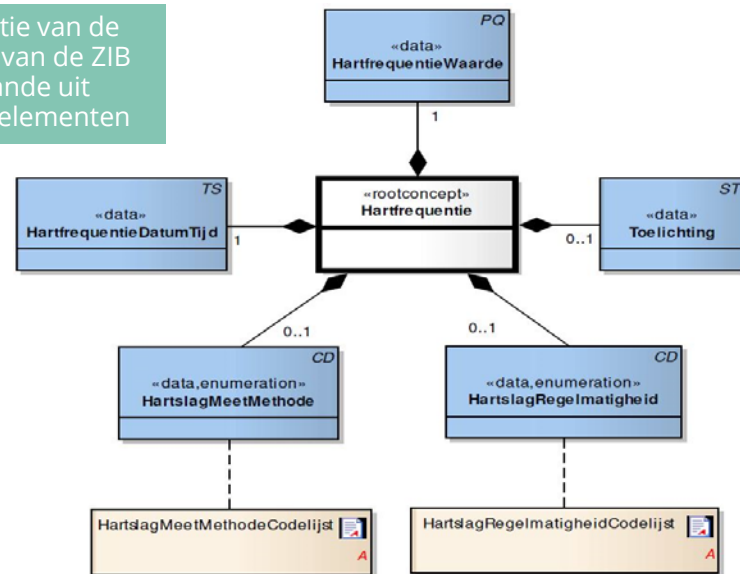 tie van de
van de ZIB
ande uit
elementen
PQ
«data»
HartfrequentieWaarde
1
TS
«data»
HartfrequentieDatumTijd
1
«rootconcept»
Hartfrequentie
ST
«data»
Toelichting
0..1
0..1
0..1
CD
«data,enumeration»
HartslagMeetMethode
CD
«data,enumeration»
HartslagRegelmatigheid
HartslagMeetMethodeCodelijst
A
HartslagRegelmatigheidCodelijst
A